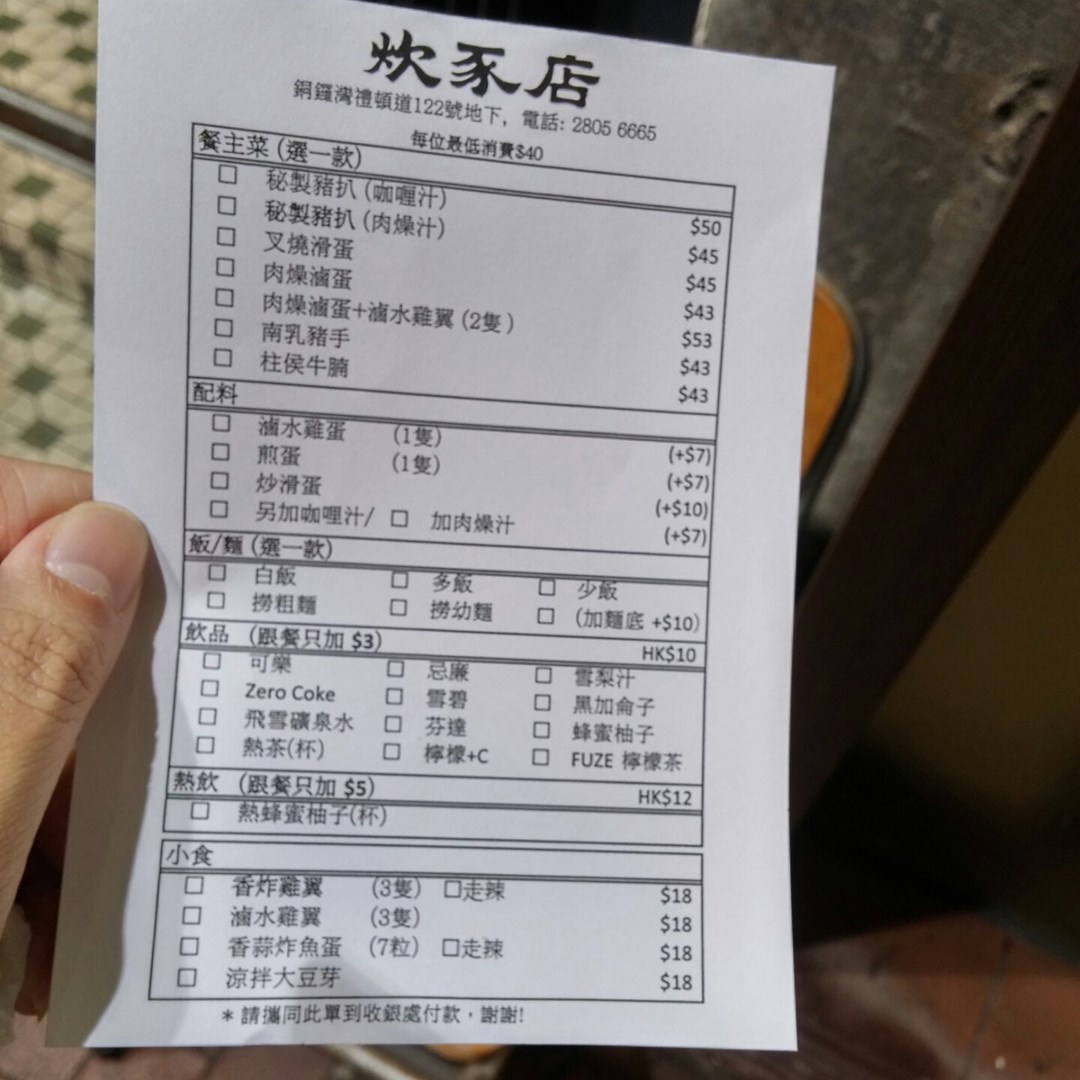 炊豕店
銅鑼灣禮頓道122號地下, 電話: 2805 6665
每位最低消費$40
餐主菜 (選一款)
☐ 秘製豬扒 (咖喱汁) $50
☐ 秘製豬扒 (肉燥汁) $45
☐ 叉燒滑蛋 $45
☐ 肉燥滷蛋 $43
☐ 肉燥滷蛋+滷水雞翼 (2隻) $53
☐ 南乳豬手 $43
☐ 柱侯牛腩 $43
配料
☐ 滷水雞蛋 (1隻) (+$7)
☐ 煎蛋 (1隻) (+$7)
☐ 炒滑蛋 (+$10)
☐ 另加咖喱汁/ ☐ 加肉燥汁 (+$7)
飯/麵 (選一款)
☐ 白飯 ☐ 多飯 ☐ 少飯
☐ 撈粗麵 ☐ 撈幼麵 ☐ (加麵底 +$10)
飲品 (跟餐只加 $3) HK$10
☐ 可樂 ☐ 忌廉 ☐ 雪梨汁
☐ Zero Coke ☐ 雪碧 ☐ 黑加侖子
☐ 飛雪礦泉水 ☐ 芬達 ☐ 蜂蜜柚子
☐ 熱茶(杯) ☐ 檸檬+C ☐ FUZE 檸檬茶
熱飲 (跟餐只加 $5) HK$12
☐ 熱蜂蜜柚子(杯)
小食
☐ 香炸雞翼 (3隻) ☐走辣 $18
☐ 滷水雞翼 (3隻) $18
☐ 香蒜炸魚蛋 (7粒) ☐走辣 $18
☐ 涼拌大豆芽 $18
* 請攜同此單到收銀處付款，謝謝!